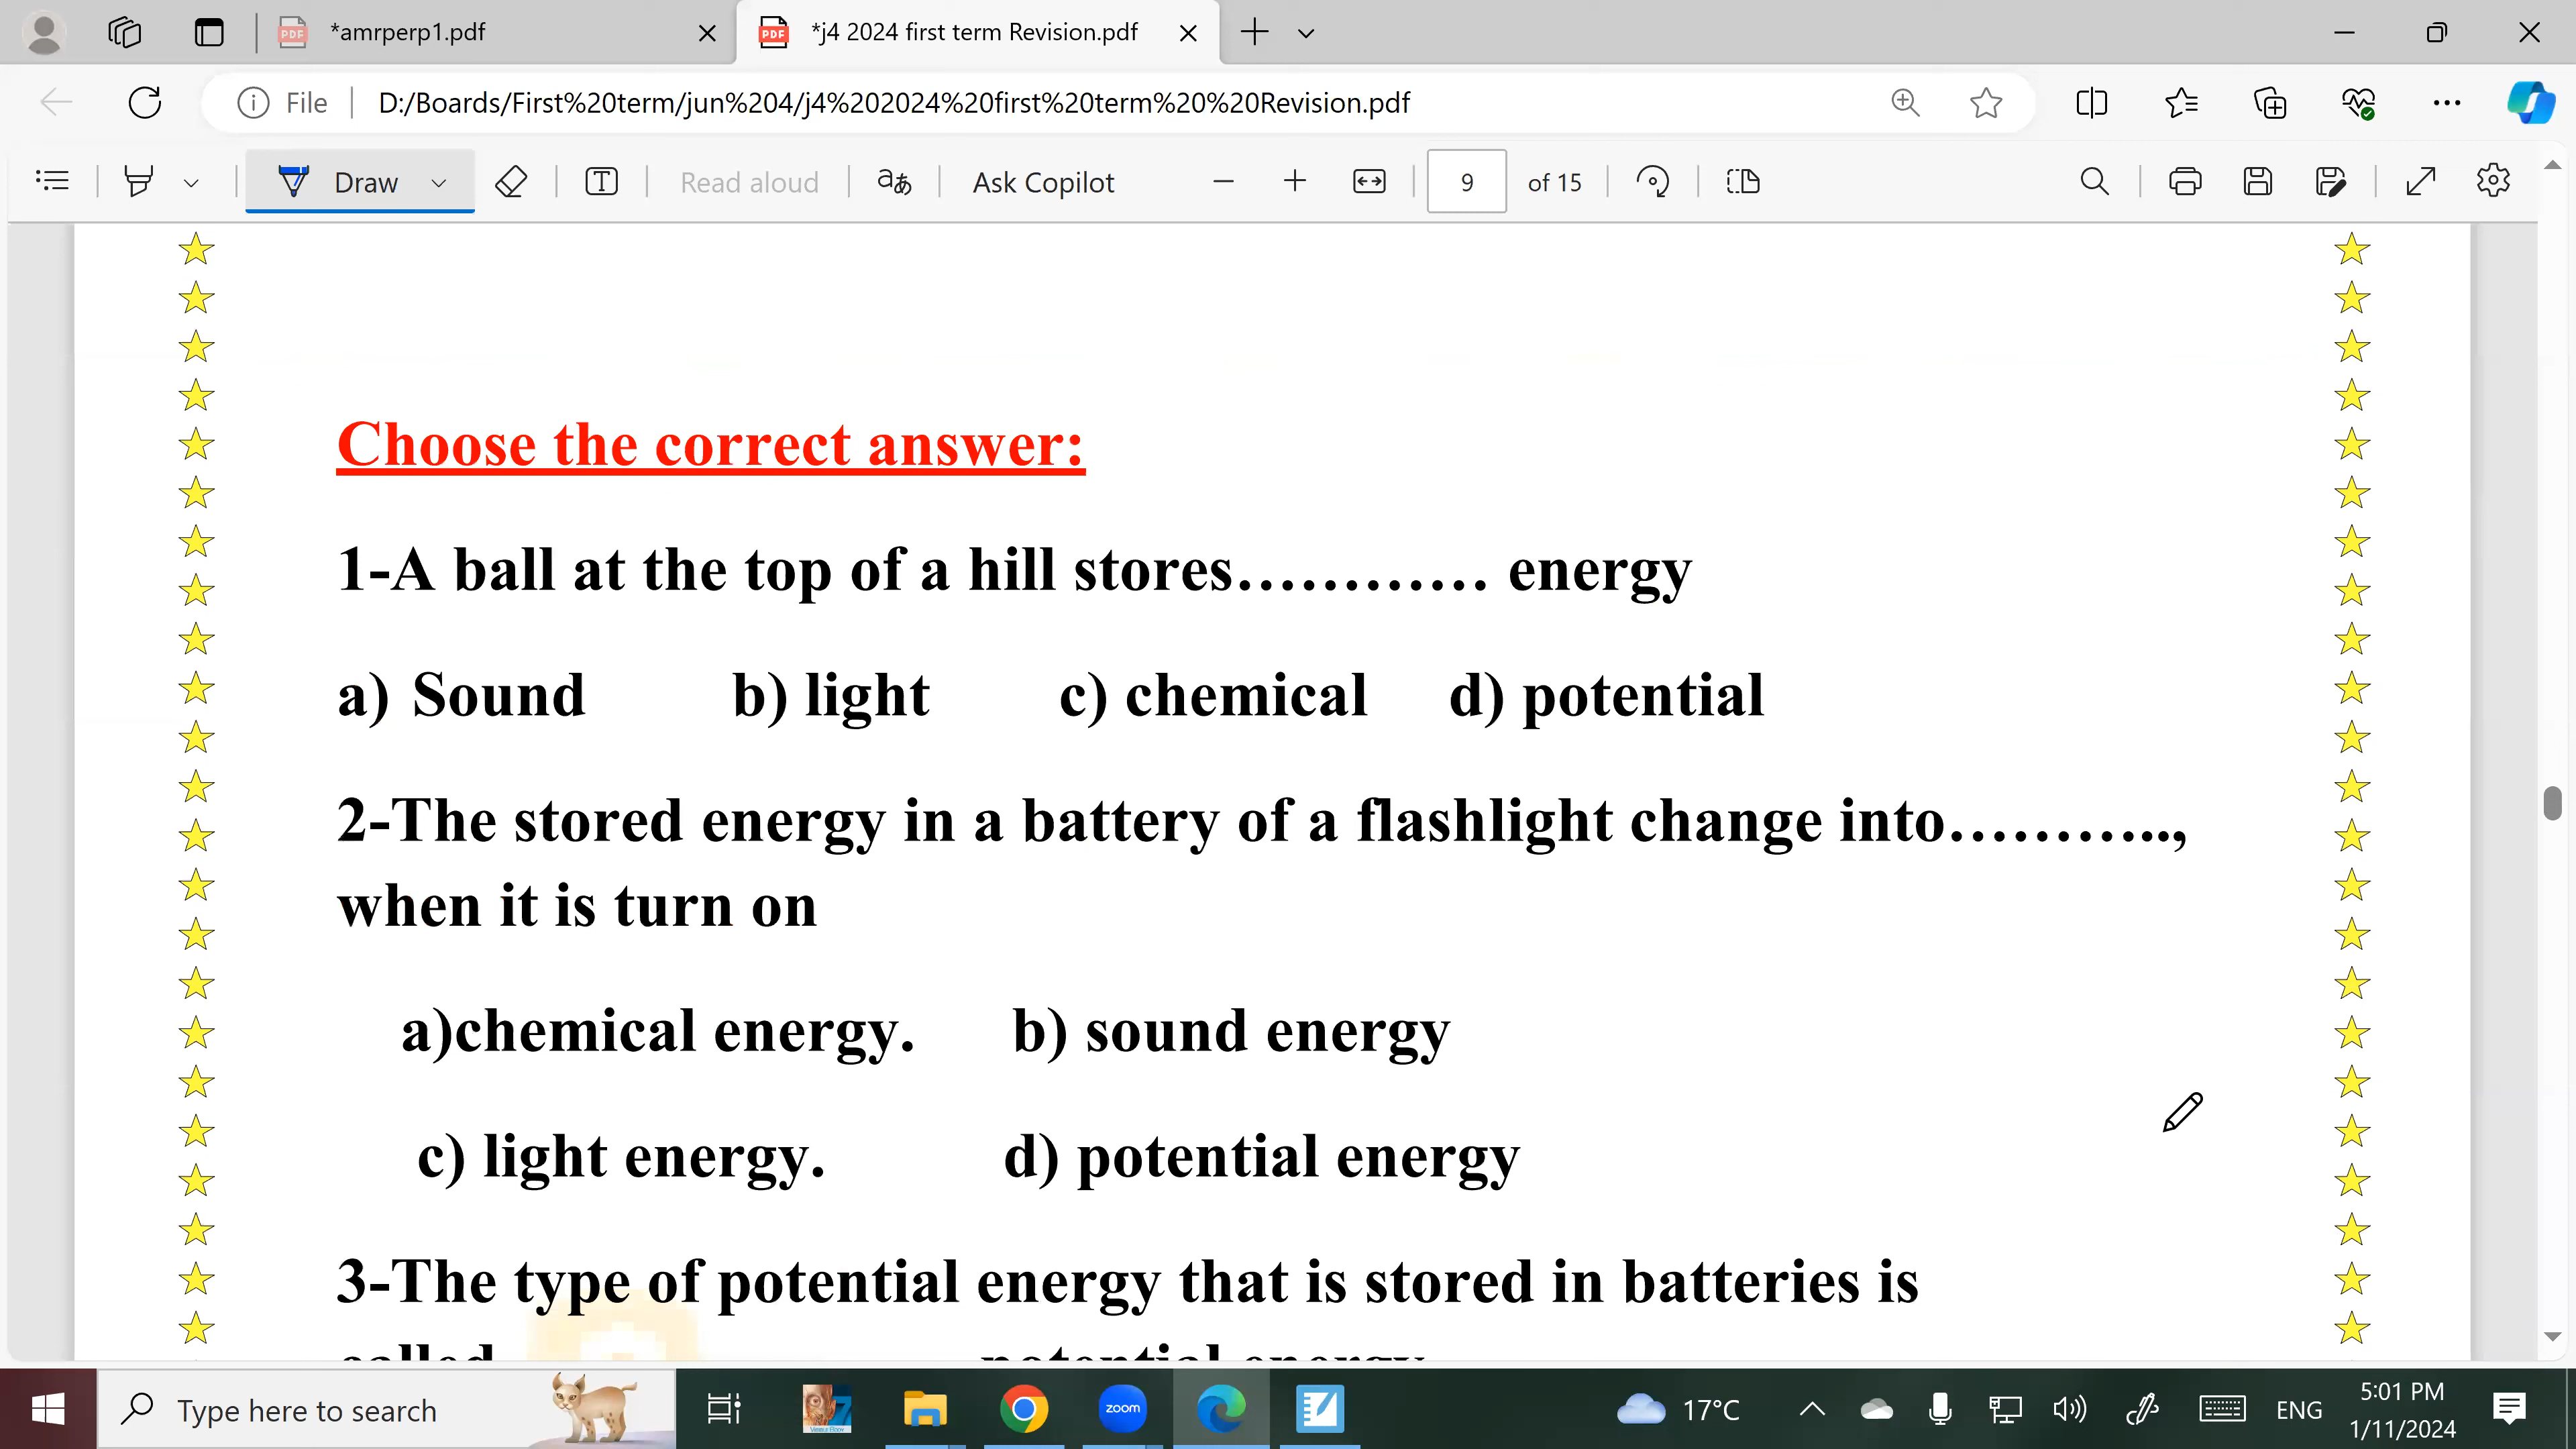 *amrperp1.pdf
*j4 2024 first term Revision.pdf
File
D:/Boards/First%20term/jun%204/j4%202024%20first%20term%20%20Revision.pdf
Draw
Read aloud
Ask Copilot
9 of 15
Choose the correct answer:
1-A ball at the top of a hill stores………… energy
a) Sound b) light c) chemical d) potential
2-The stored energy in a battery of a flashlight change into………..,
when it is turn on
a)chemical energy. b) sound energy
c) light energy. d) potential energy
3-The type of potential energy that is stored in batteries is
called potential energy
Type here to search
zoom
17°C
ENG
5:01 PM
1/11/2024